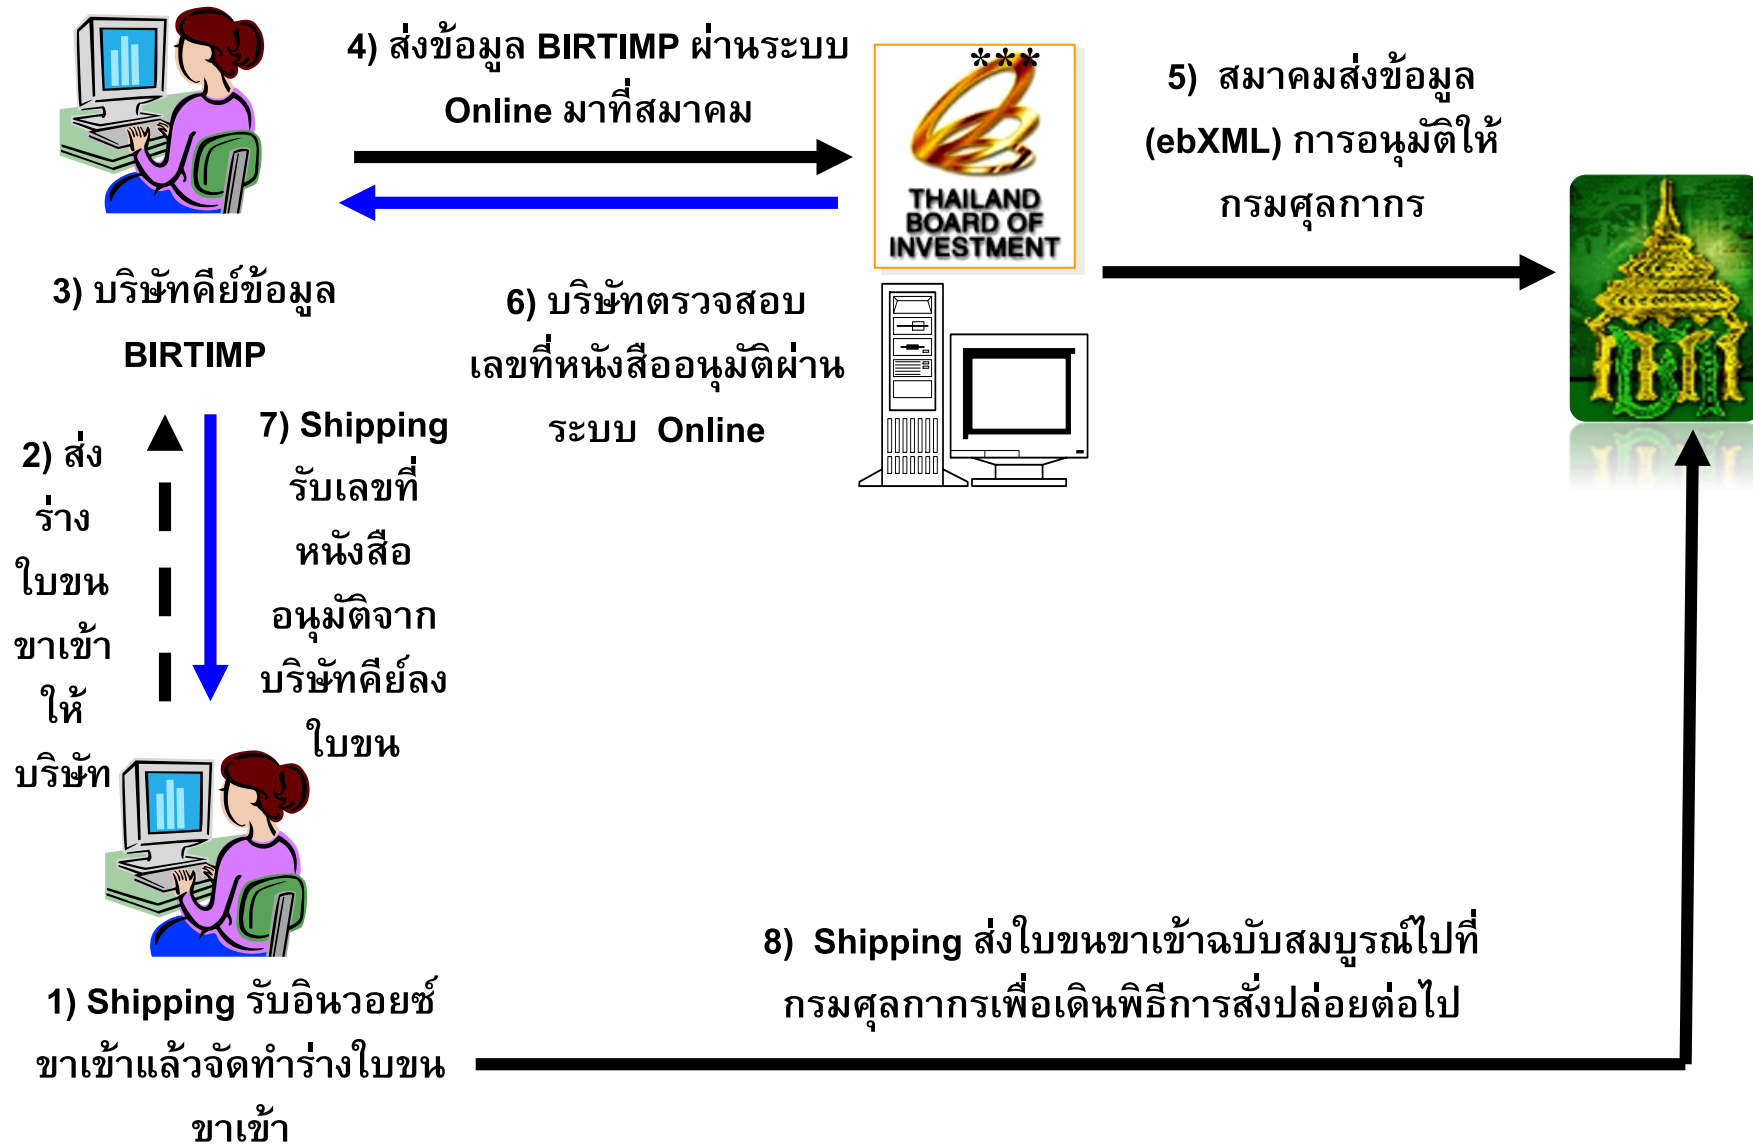 4) ส่งข้อมูล BIRTIMP ผ่านระบบ
Online มาที่สมาคม
***
THAILAND
BOARD OF
INVESTMENT
5) สมาคมส่งข้อมูล
(ebXML) การอนุมัติให้
กรมศุลกากร
3) บริษัทคีย์ข้อมูล
BIRTIMP
6) บริษัทตรวจสอบ
เลขที่หนังสืออนุมัติผ่าน
ระบบ Online
2) ส่ง
ร่าง
ใบขน
ขาเข้า
ให้
บริษัท
7) Shipping
รับเลขที่
หนังสือ
อนุมัติจาก
บริษัทคีย์ลง
ใบขน
1) Shipping รับอินวอยซ์
ขาเข้าแล้วจัดทำร่างใบขน
ขาเข้า
8) Shipping ส่งใบขนขาเข้าฉบับสมบูรณ์ไปที่
กรมศุลกากรเพื่อเดินพิธีการสั่งปล่อยต่อไป